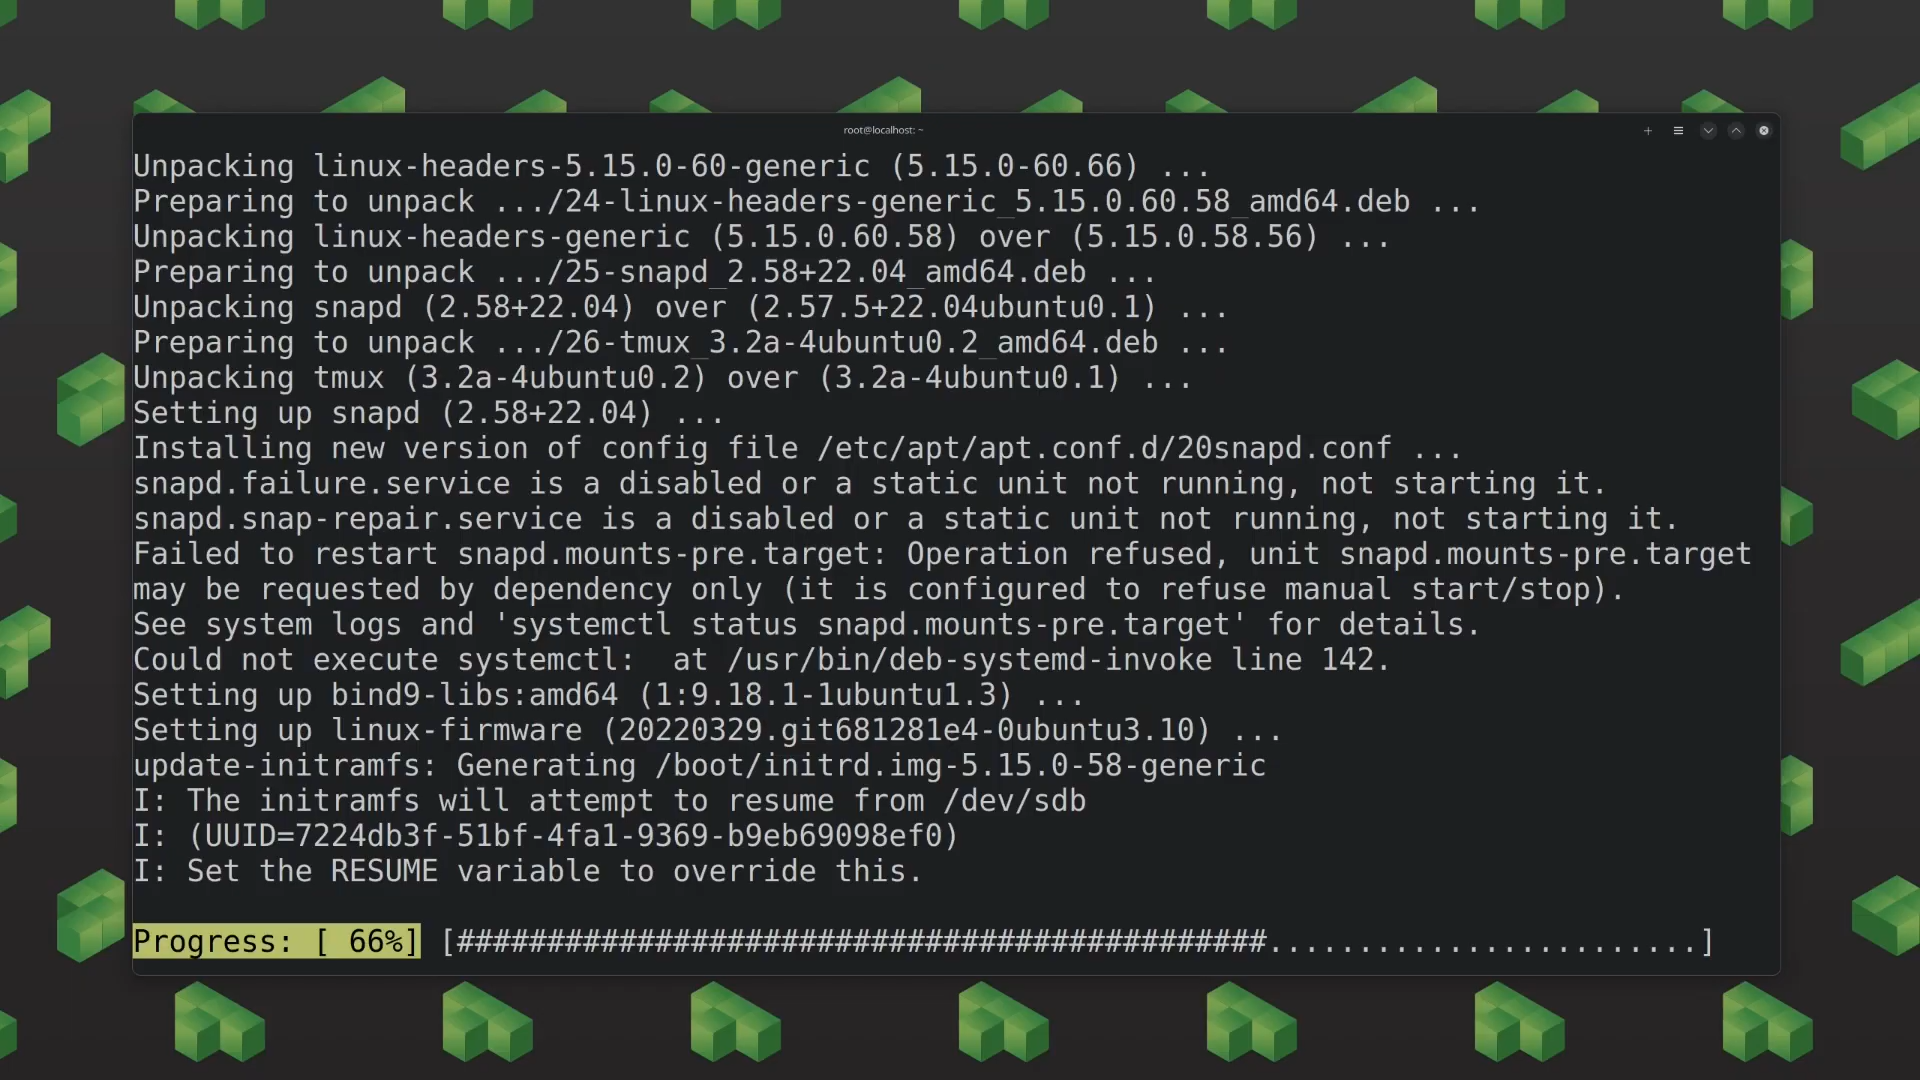 root@localhost: ~
Unpacking linux-headers-5.15.0-60-generic (5.15.0-60.66) ...
Preparing to unpack .../24-linux-headers-generic_5.15.0.60.58_amd64.deb ...
Unpacking linux-headers-generic (5.15.0.60.58) over (5.15.0.58.56) ...
Preparing to unpack .../25-snapd_2.58+22.04_amd64.deb ...
Unpacking snapd (2.58+22.04) over (2.57.5+22.04ubuntu0.1) ...
Preparing to unpack .../26-tmux_3.2a-4ubuntu0.2_amd64.deb ...
Unpacking tmux (3.2a-4ubuntu0.2) over (3.2a-4ubuntu0.1) ...
Setting up snapd (2.58+22.04) ...
Installing new version of config file /etc/apt/apt.conf.d/20snapd.conf ...
snapd.failure.service is a disabled or a static unit not running, not starting it.
snapd.snap-repair.service is a disabled or a static unit not running, not starting it.
Failed to restart snapd.mounts-pre.target: Operation refused, unit snapd.mounts-pre.target
may be requested by dependency only (it is configured to refuse manual start/stop).
See system logs and 'systemctl status snapd.mounts-pre.target' for details.
Could not execute systemctl:  at /usr/bin/deb-systemd-invoke line 142.
Setting up bind9-libs:amd64 (1:9.18.1-1ubuntu1.3) ...
Setting up linux-firmware (20220329.git681281e4-0ubuntu3.10) ...
update-initramfs: Generating /boot/initrd.img-5.15.0-58-generic
I: The initramfs will attempt to resume from /dev/sdb
I: (UUID=7224db3f-51bf-4fa1-9369-b9eb69098ef0)
I: Set the RESUME variable to override this.
Progress: [ 66%] [#############################################........................]